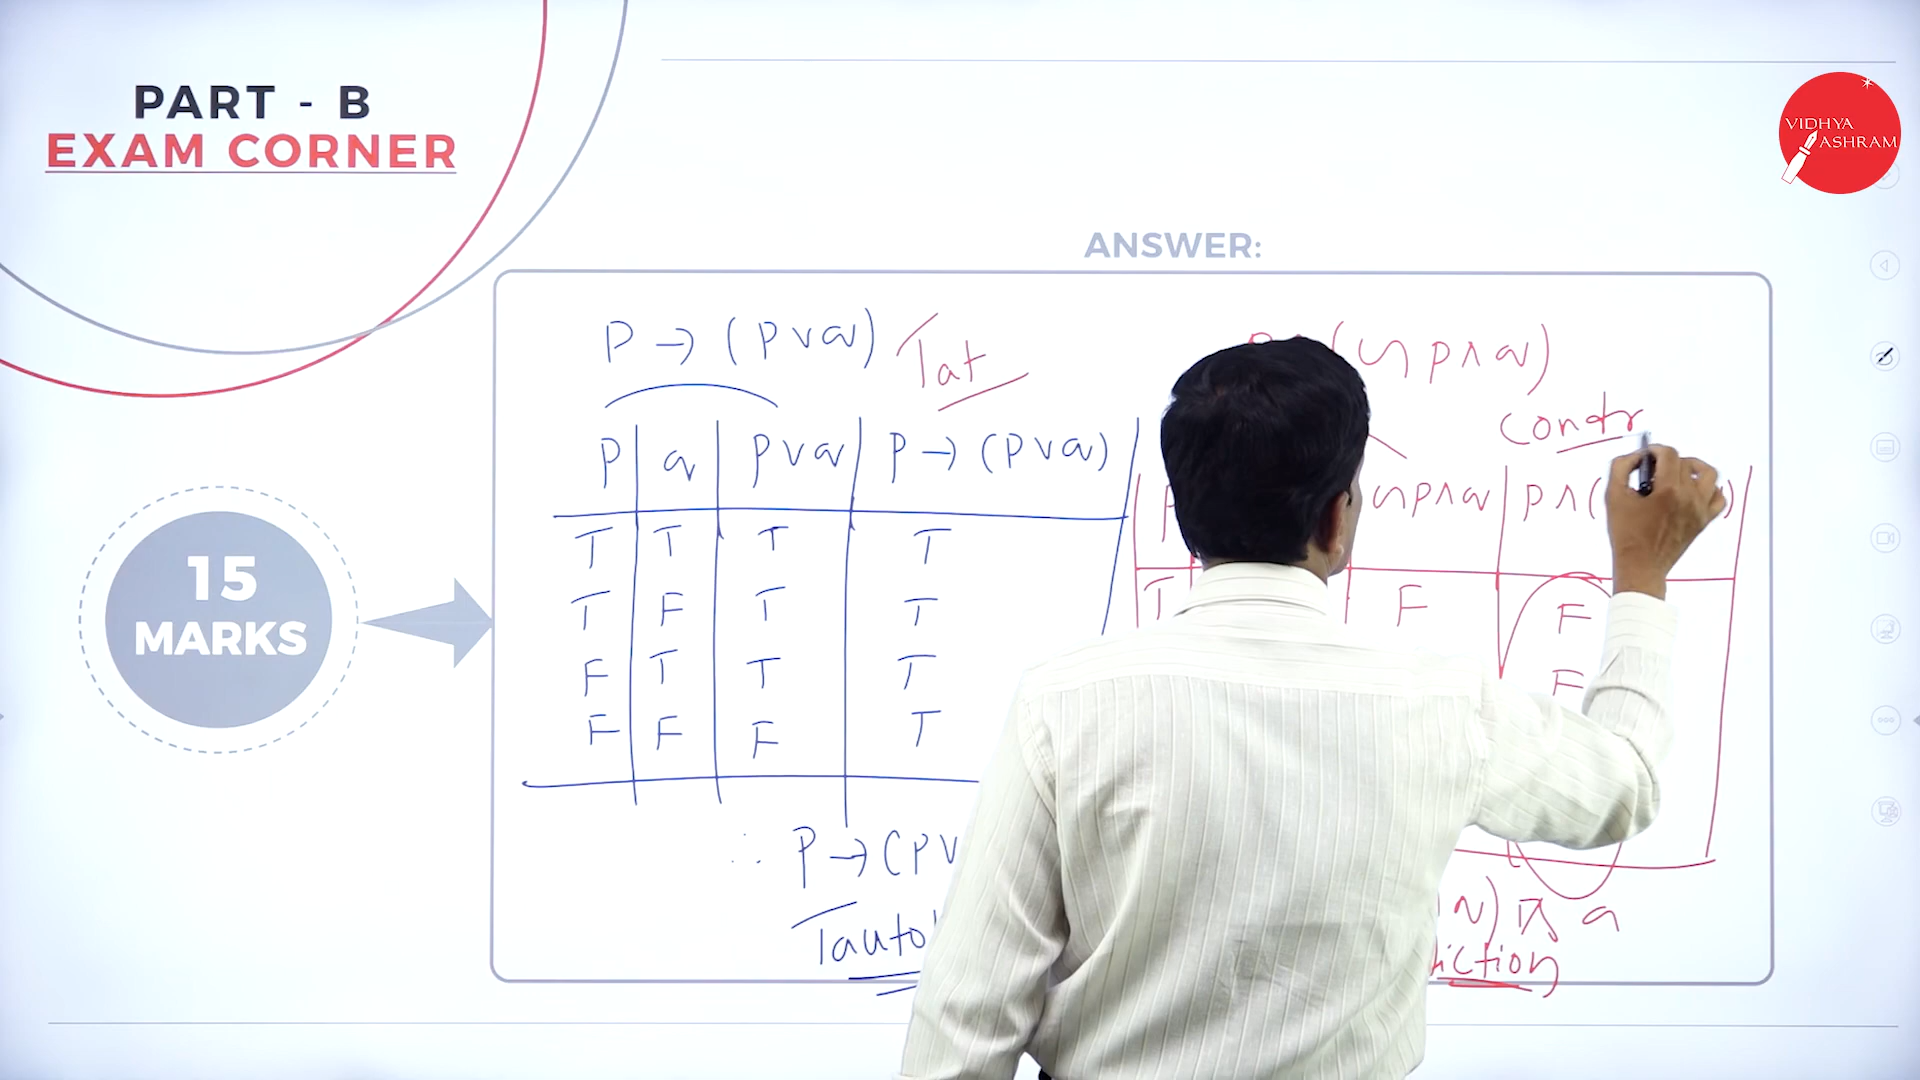 PART - B
EXAM CORNER
VIDHYA
ASHRAM
ANSWER:
15
MARKS
P → (P ∨ q) Tat
P q P ∨ q P → (P ∨ q)
T T T T
T F T T
F T T T
F F F T
∴ P → (P ∨
Tauto
(∽P ∧ q)
Contr
∽P ∧ q P ∧ (
T F F
F
q) is a
iction